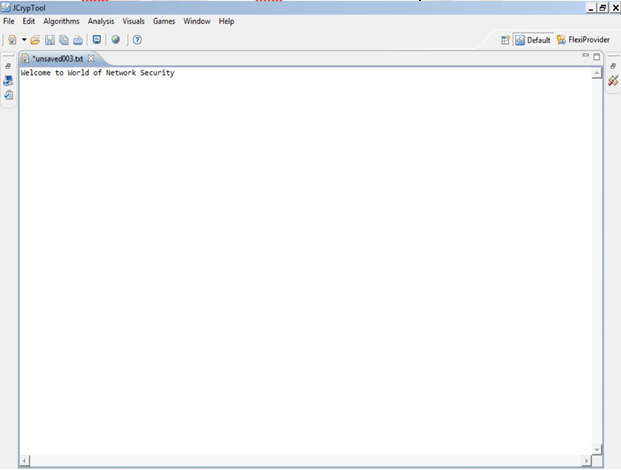 JCrypTool
File Edit Algorithms Analysis Visuals Games Window Help
Default FlexiProvider
*unsaved003.txt
Welcome to World of Network Security